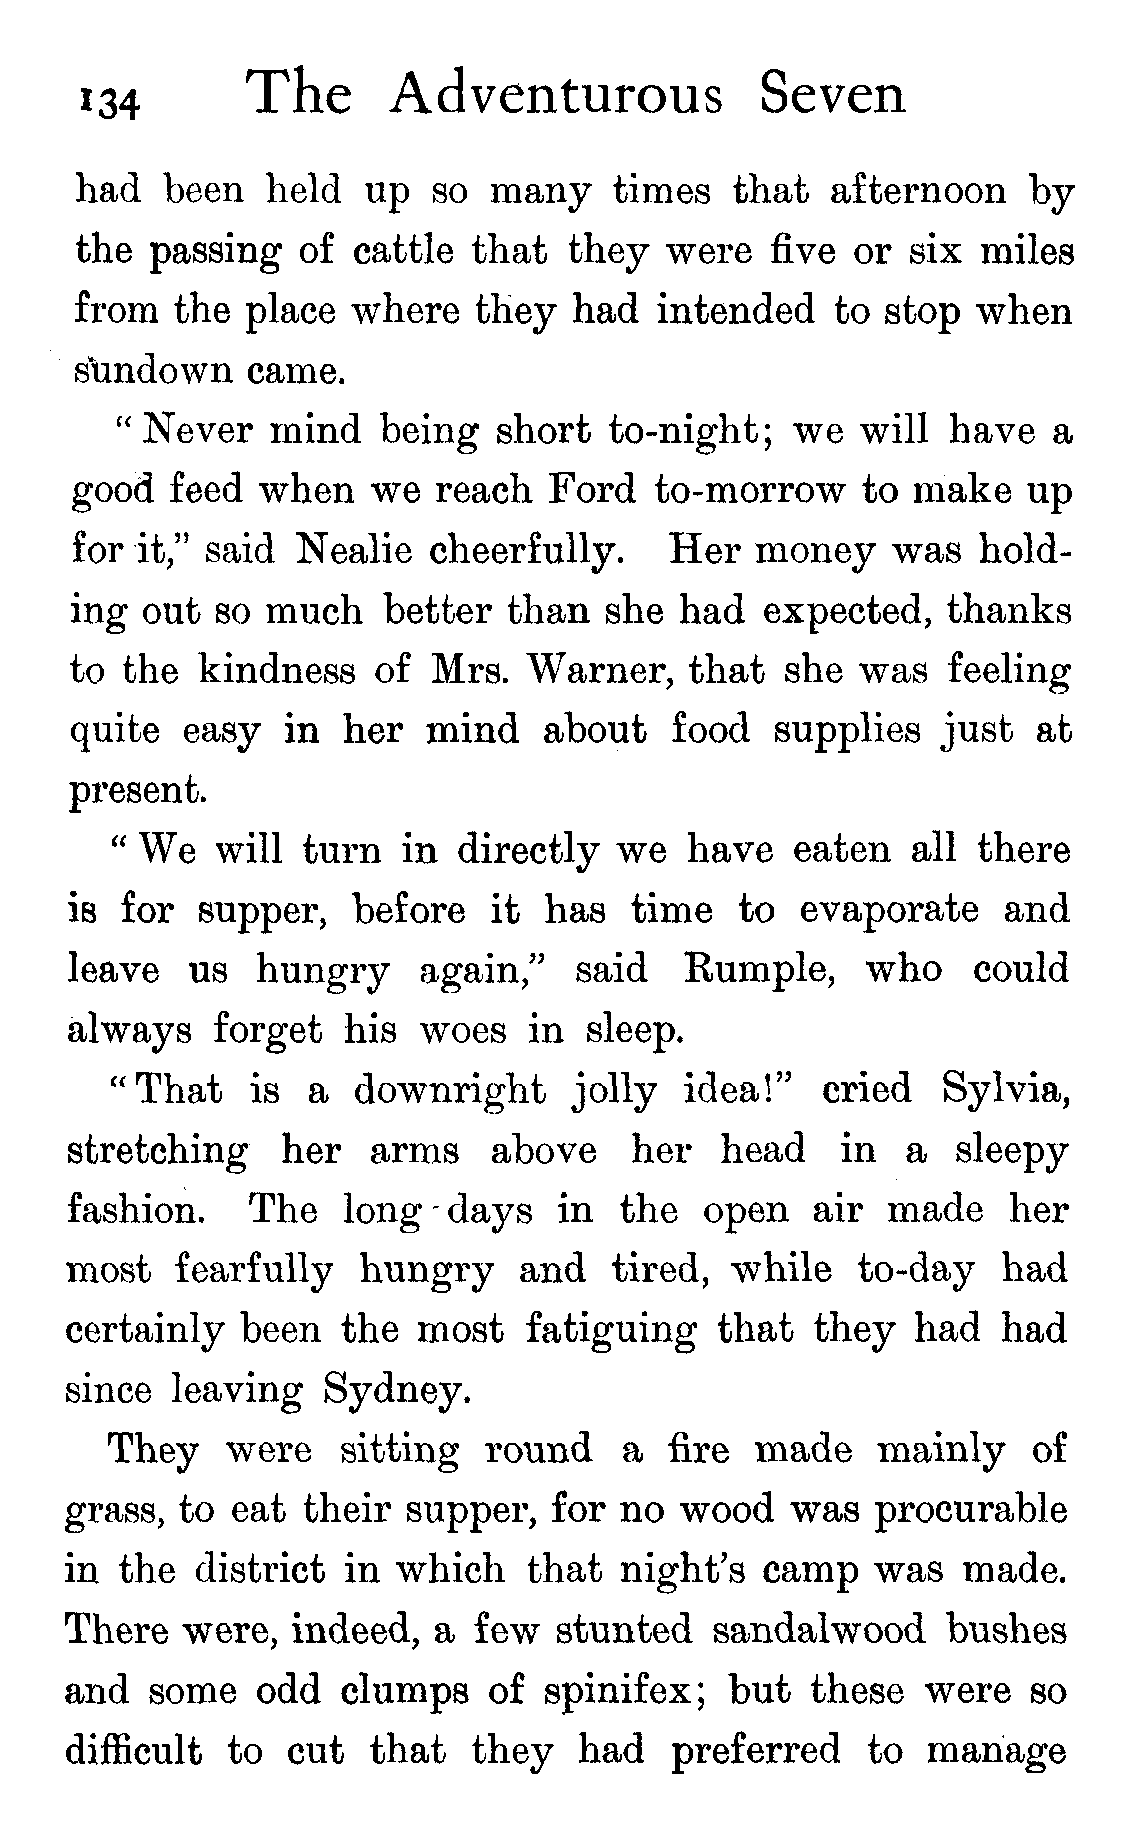 134 The Adventurous Seven
had been held up so many times that afternoon by
the passing of cattle that they were five or six miles
from the place where they had intended to stop when
sundown came.
“ Never mind being short to-night; we will have a
good feed when we reach Ford to-morrow to make up
for it,” said Nealie cheerfully. Her money was hold-
ing out so much better than she had expected, thanks
to the kindness of Mrs. Warner, that she was feeling
quite easy in her mind about food supplies just at
present.
“ We will turn in directly we have eaten all there
is for supper, before it has time to evaporate and
leave us hungry again,” said Rumple, who could
always forget his woes in sleep.
“ That is a downright jolly idea!” cried Sylvia,
stretching her arms above her head in a sleepy
fashion. The long-days in the open air made her
most fearfully hungry and tired, while to-day had
certainly been the most fatiguing that they had had
since leaving Sydney.
They were sitting round a fire made mainly of
grass, to eat their supper, for no wood was procurable
in the district in which that night’s camp was made.
There were, indeed, a few stunted sandalwood bushes
and some odd clumps of spinifex; but these were so
difficult to cut that they had preferred to manage